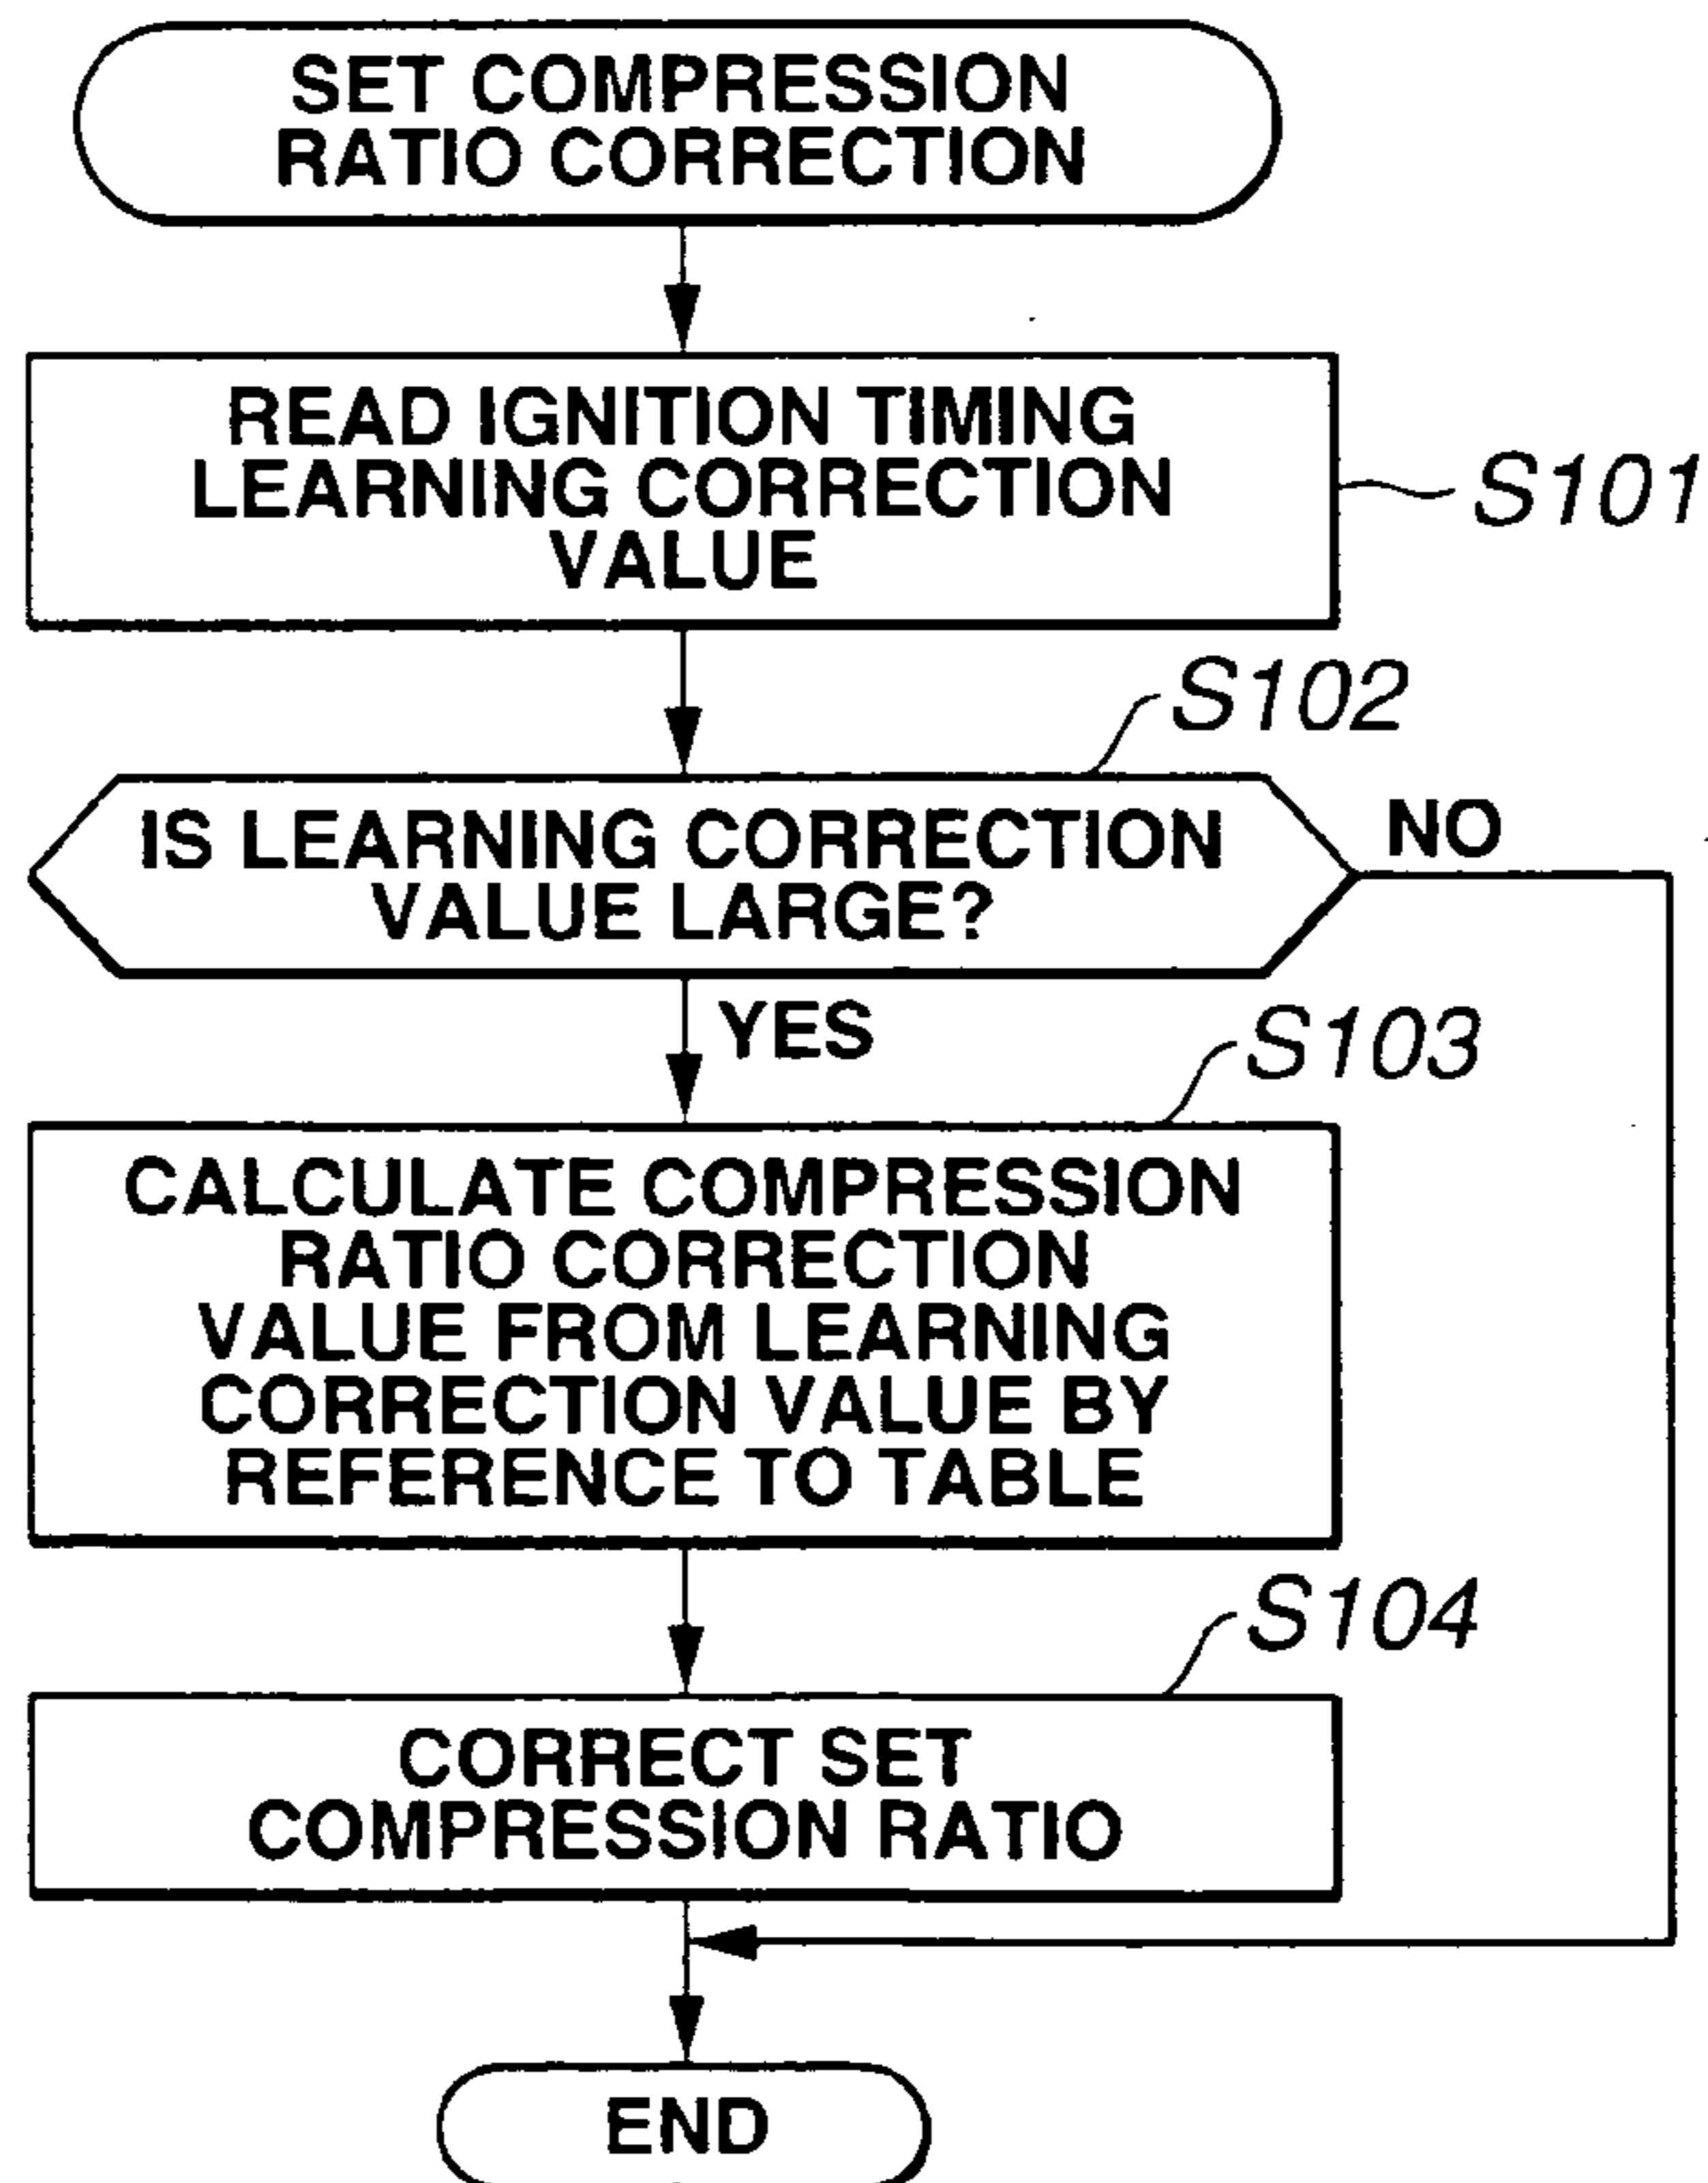 SET COMPRESSION
RATIO CORRECTION
READ IGNITION TIMING
LEARNING CORRECTION
VALUE
S101
S102
IS LEARNING CORRECTION
VALUE LARGE?
NO
YES
S103
CALCULATE COMPRESSION
RATIO CORRECTION
VALUE FROM LEARNING
CORRECTION VALUE BY
REFERENCE TO TABLE
S104
CORRECT SET
COMPRESSION RATIO
END